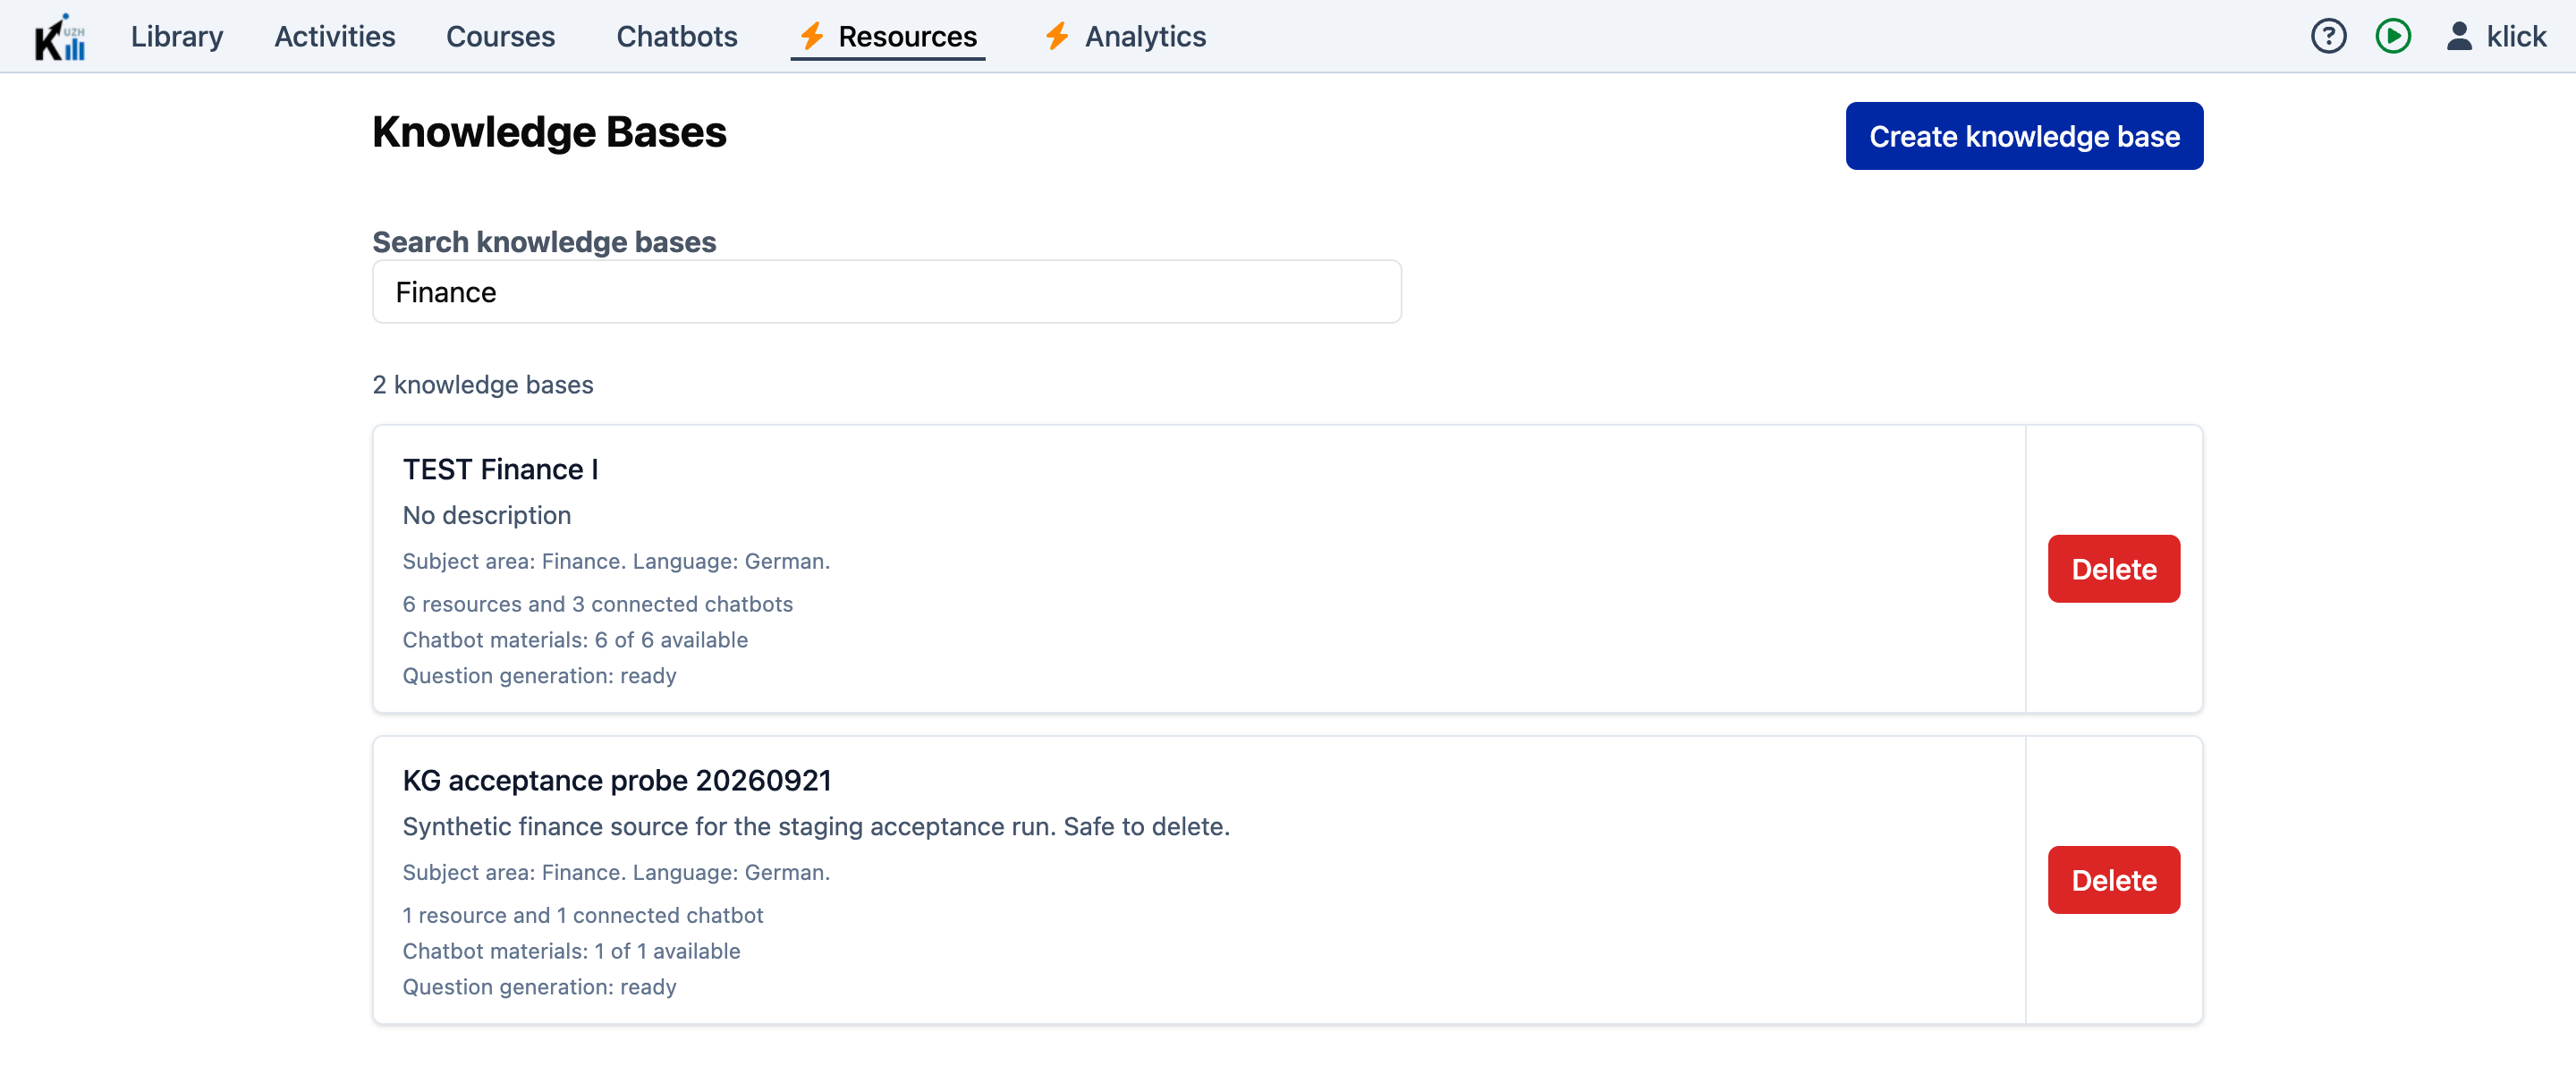 K UZH
Library Activities Courses Chatbots Resources Analytics ? klick
Knowledge Bases
Create knowledge base
Search knowledge bases
Finance
2 knowledge bases
TEST Finance I
No description
Subject area: Finance. Language: German.
6 resources and 3 connected chatbots
Chatbot materials: 6 of 6 available
Question generation: ready
Delete
KG acceptance probe 20260921
Synthetic finance source for the staging acceptance run. Safe to delete.
Subject area: Finance. Language: German.
1 resource and 1 connected chatbot
Chatbot materials: 1 of 1 available
Question generation: ready
Delete